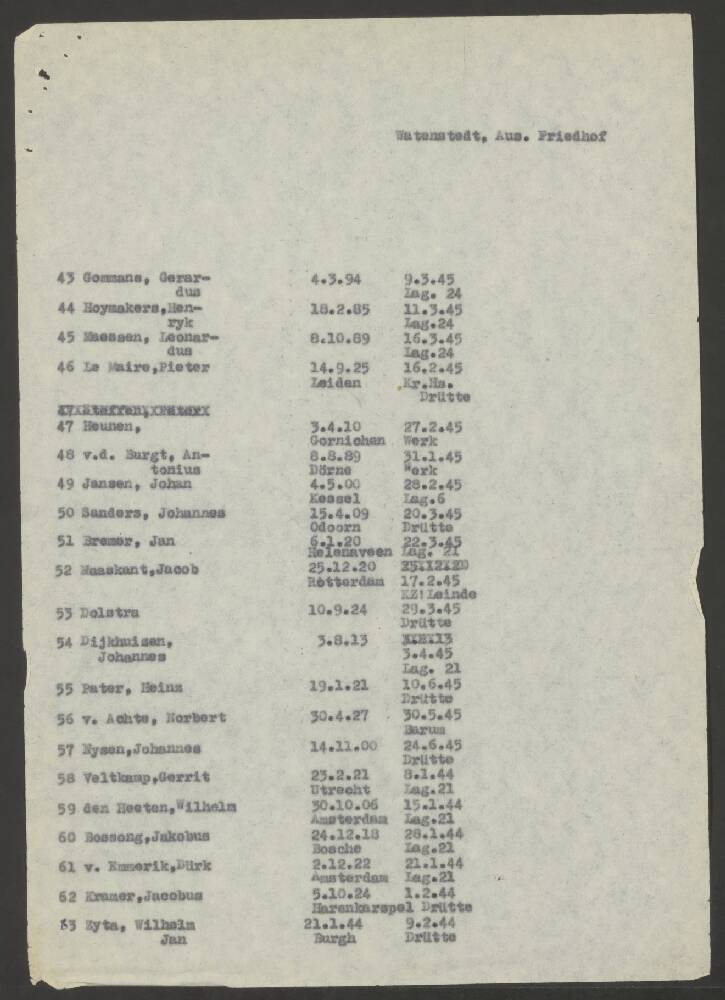 Watenstedt, Aus. Friedhof
43 Gommans, Gerar- 4.3.94 9.3.45
dus Lag. 24
44 Hoymakers,Hen- 18.2.85 11.3.45
ryk Lag.24
45 Maessen, Leonar- 8.10.89 16.3.45
dus Lag.24
46 Le Maire,Pieter 14.9.25 16.2.45
Leiden Kr.Hs.
Drütte
47 Heunen, 3.4.10 27.2.45
Gornichan Werk
48 v.d. Burgt, An- 8.8.89 31.1.45
tonius Dörne Werk
49 Jansen, Johan 4.5.00 28.2.45
Kessel Lag.6
50 Sanders, Johannes 15.4.09 20.3.45
Odoorn Drütte
51 Bremer, Jan 6.1.20 22.3.45
Helenaveen Lag. 21
52 Maaskant,Jacob 25.12.20
Rotterdam 17.2.45
KZ!Leinde
53 Dolstra 10.9.24 29.3.45
Drütte
54 Dijkhuisen, 3.8.13
Johannes 3.4.45
Lag. 21
55 Pater, Heinz 19.1.21 10.6.45
Drütte
56 v. Achte, Norbert 30.4.27 30.5.45
Barum
57 Nysen,Johannes 14.11.00 24.6.45
Drütte
58 Veltkamp,Gerrit 23.2.21 8.1.44
Utrecht Lag.21
59 den Heeten,Wilhelm 30.10.06 15.1.44
Amsterdam Lag.21
60 Bossong,Jakobus 24.12.18 28.1.44
Bosche Lag.21
61 v. Emmerik,Dürk 2.12.22 21.1.44
Amsterdam Lag.21
62 Kramer,Jacobus 5.10.24 1.2.44
Harenkarspel Drütte
63 Zyta, Wilhelm 21.1.44 9.2.44
Jan Burgh Drütte